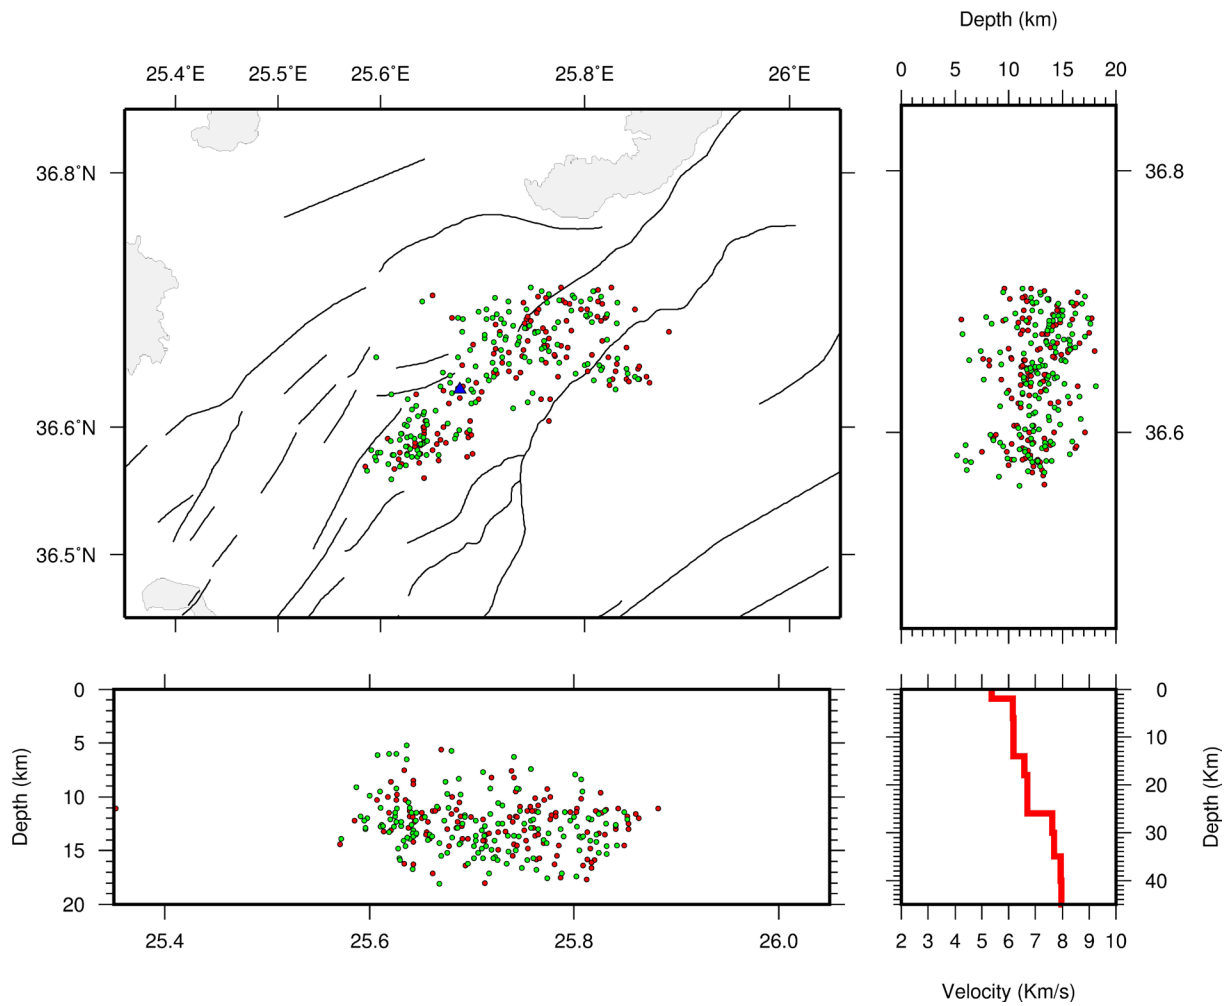 Depth (km)
25.4˚E 25.5˚E 25.6˚E 25.8˚E 26˚E
0 5 10 15 20
36.8˚N
36.8
36.6˚N
36.6
36.5˚N
0
5
10
15
20
Depth (km)
25.4 25.6 25.8 26.0
0
10
20
30
40
Depth (Km)
2 3 4 5 6 7 8 9 10
Velocity (Km/s)